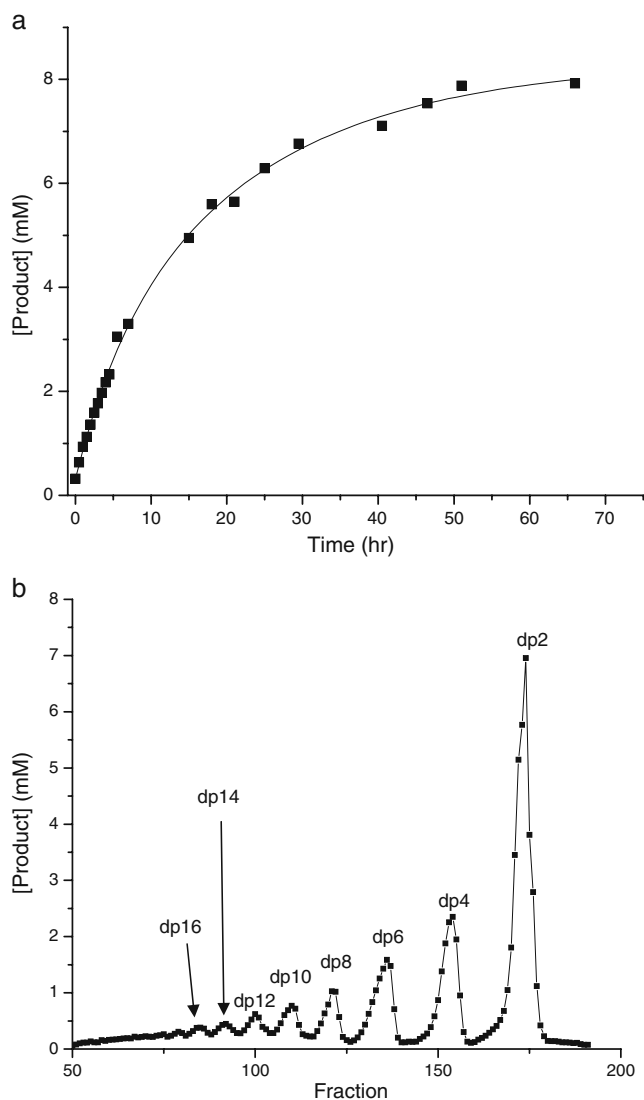 a
8
6
4
2
0
[Product] (mM)
0 10 20 30 40 50 60 70
Time (hr)
b
8
7
6
5
4
3
2
1
0
[Product] (mM)
dp2
dp14
dp4
dp16
dp6
dp8
dp10
dp12
50 100 150 200
Fraction